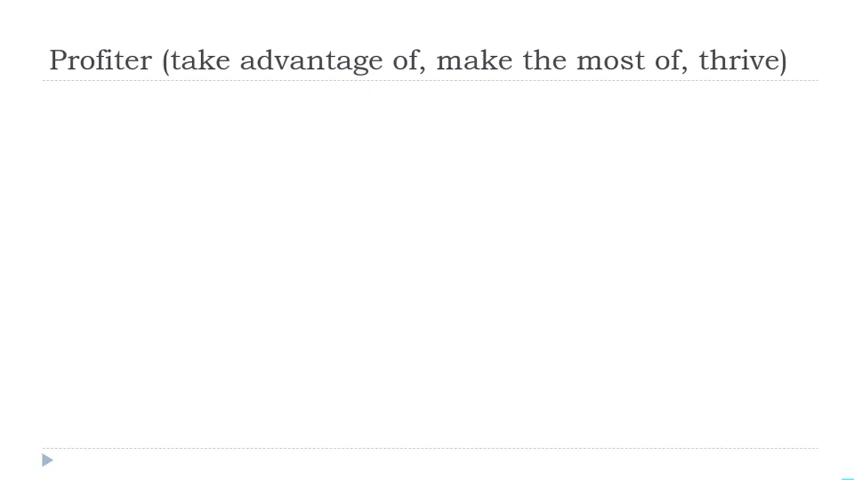 Profiter (take advantage of, make the most of, thrive)